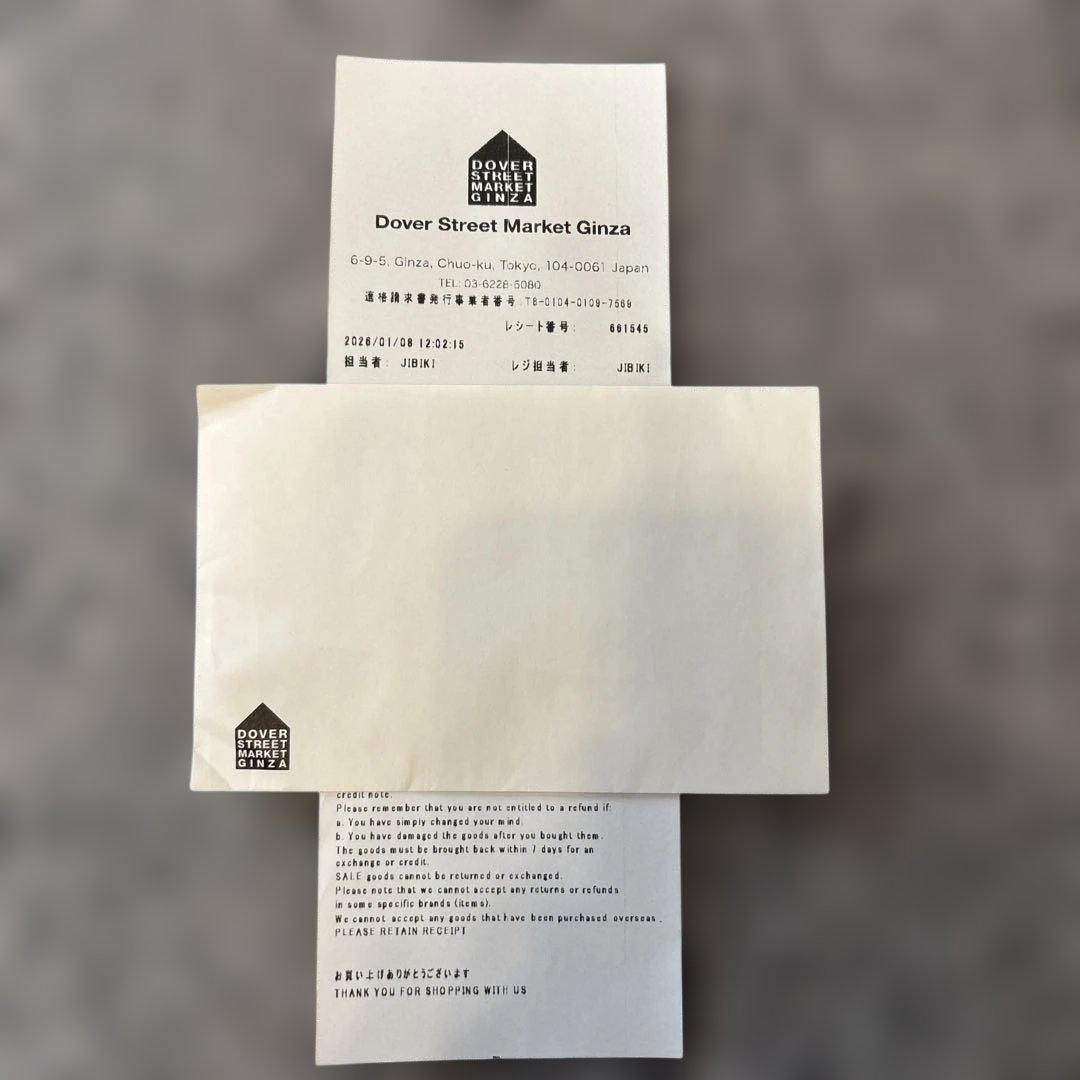 DOVER
STREET
MARKET
GINZA
Dover Street Market Ginza
6-9-5, Ginza, Chuo-ku, Tokyo, 104-0061 Japan
TEL: 03-6228-5080
適格請求書発行事業者番号:T8-0104-0109-7569
レシート番号: 661545
2026/01/08 12:02:15
担当者: JIBIKI レジ担当者: JIBIKI
DOVER
STREET
MARKET
GINZA
credit note.
Please remember that you are not entitled to a refund if:
a. You have simply changed your mind.
b. You have damaged the goods after you bought them.
The goods must be brought back within 7 days for an
exchange or credit.
SALE goods cannot be returned or exchanged.
Please note that we cannot accept any returns or refunds
in some specific brands (items).
We cannot accept any goods that have been purchased overseas.
PLEASE RETAIN RECEIPT
お買い上げありがとうございます
THANK YOU FOR SHOPPING WITH US